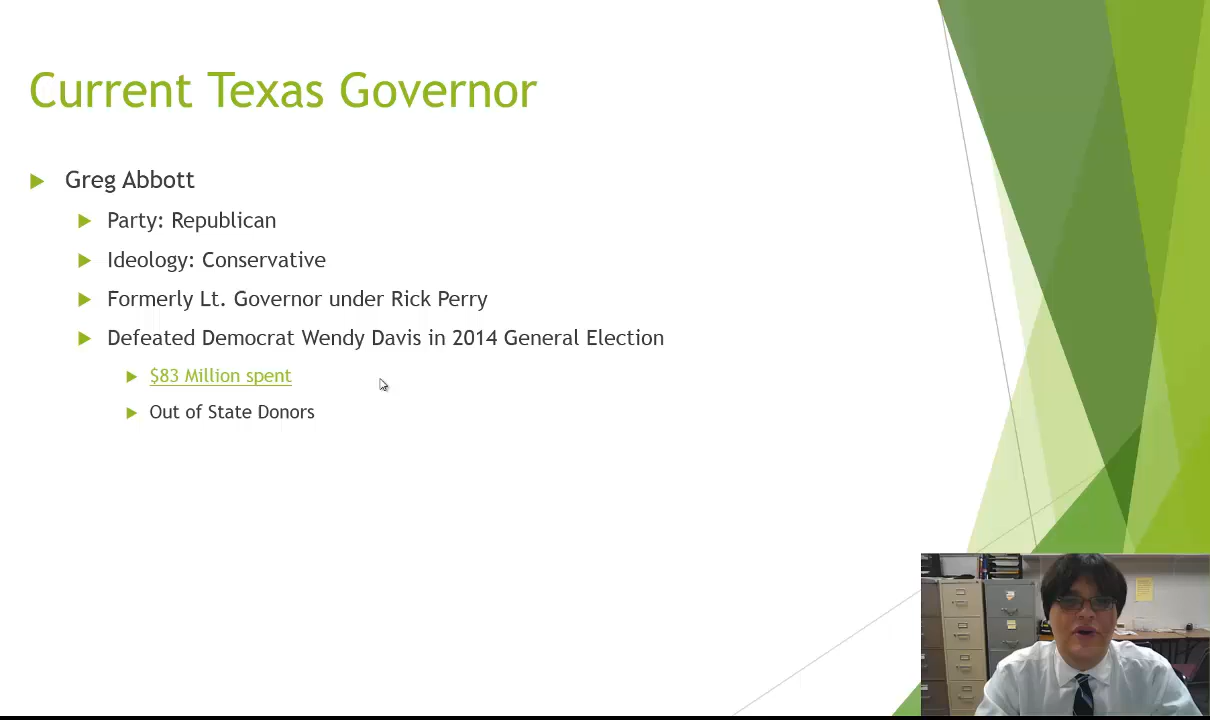 Current Texas Governor
Greg Abbott
Party: Republican
Ideology: Conservative
Formerly Lt. Governor under Rick Perry
Defeated Democrat Wendy Davis in 2014 General Election
$83 Million spent
Out of State Donors